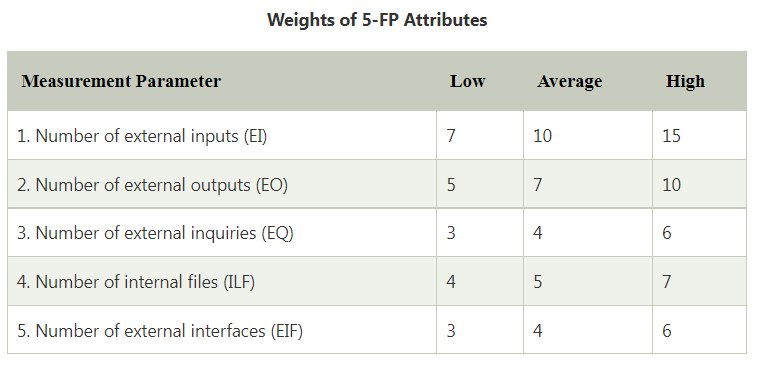 Weights of 5-FP Attributes
Measurement Parameter Low Average High
1. Number of external inputs (EI) 7 10 15
2. Number of external outputs (EO) 5 7 10
3. Number of external inquiries (EQ) 3 4 6
4. Number of internal files (ILF) 4 5 7
5. Number of external interfaces (EIF) 3 4 6